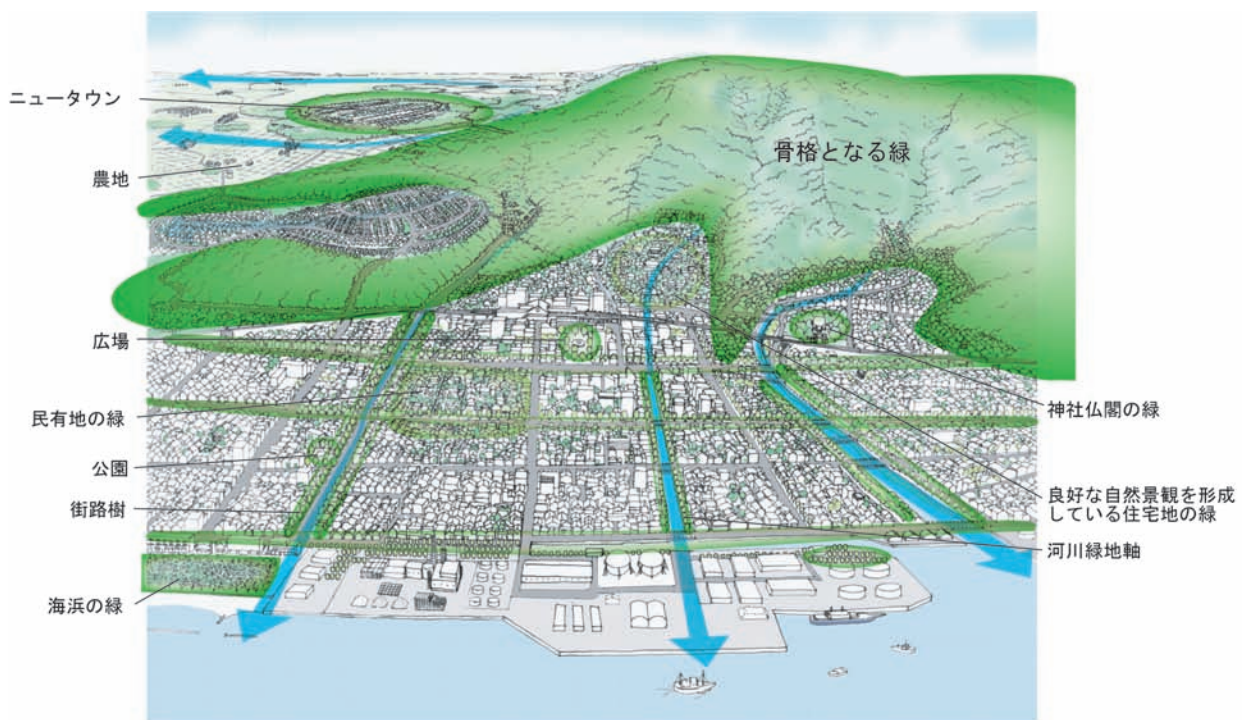 ニュータウン
骨格となる緑
農地
広場
民有地の緑
公園
街路樹
海浜の緑
神社仏閣の緑
良好な自然景観を形成
している住宅地の緑
河川緑地軸